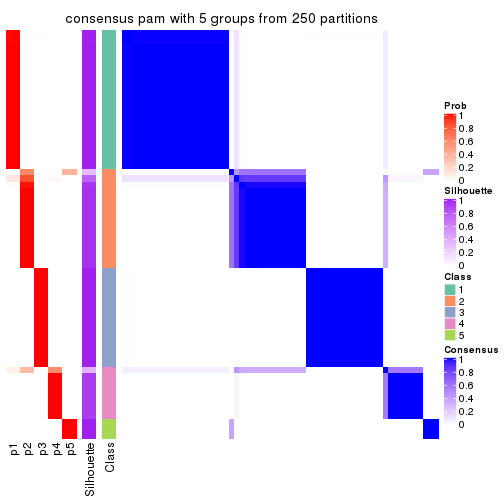 consensus pam with 5 groups from 250 partitions
Prob
1
0.8
0.6
0.4
0.2
0
Silhouette
1
0.8
0.6
0.4
0.2
0
Class
1
2
3
4
5
Consensus
1
0.8
0.6
0.4
0.2
0
p1
p2
p3
p4
p5
Silhouette
Class